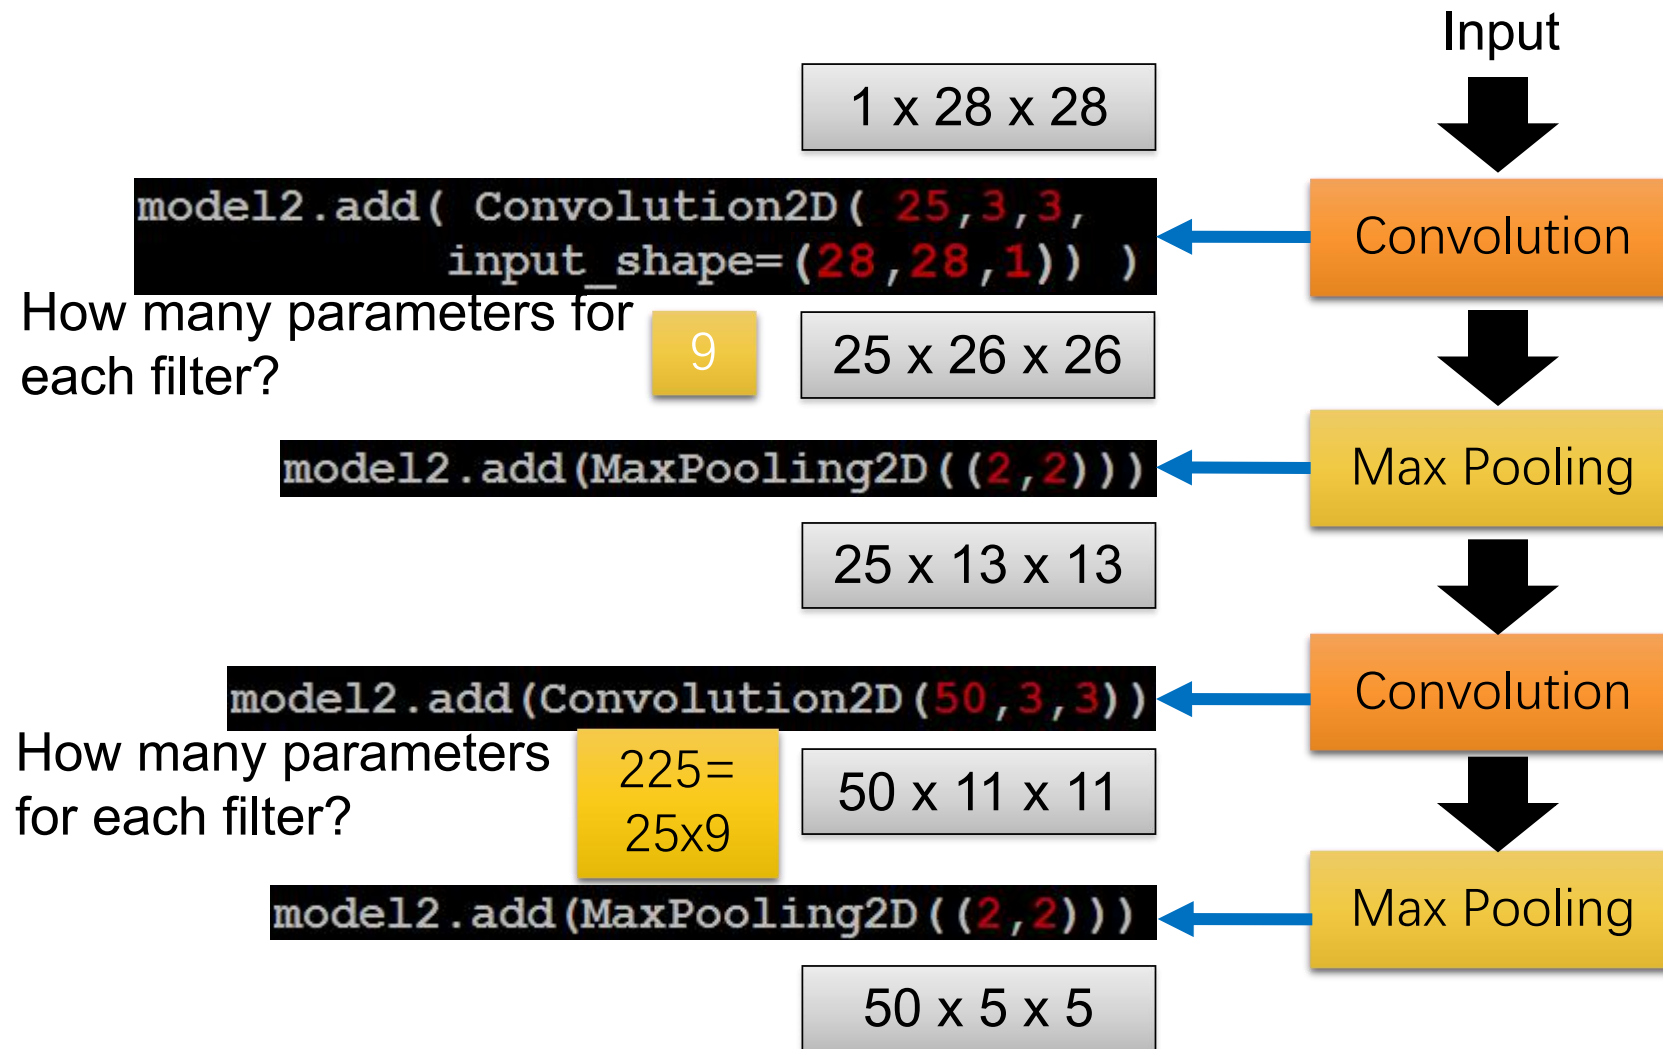 Input
1 x 28 x 28
model2.add( Convolution2D( 25,3,3,
input_shape=(28,28,1)) )
Convolution
How many parameters for
each filter?
9
25 x 26 x 26
model2.add(MaxPooling2D((2,2)))
Max Pooling
25 x 13 x 13
model2.add(Convolution2D(50,3,3))
Convolution
How many parameters
for each filter?
225=
25x9
50 x 11 x 11
model2.add(MaxPooling2D((2,2)))
Max Pooling
50 x 5 x 5